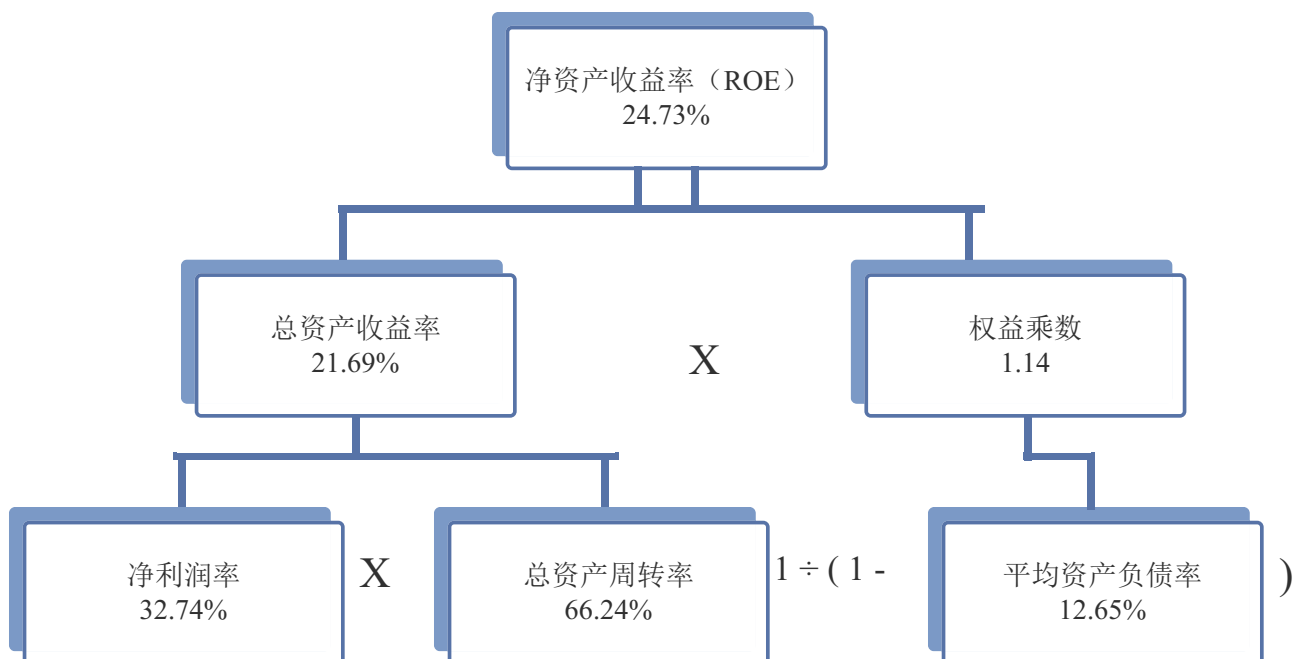 净资产收益率（ROE）
24.73%
总资产收益率
21.69%
X
权益乘数
1.14
净利润率
32.74%
X
总资产周转率
66.24%
1 ÷ ( 1 -
平均资产负债率
12.65%
)